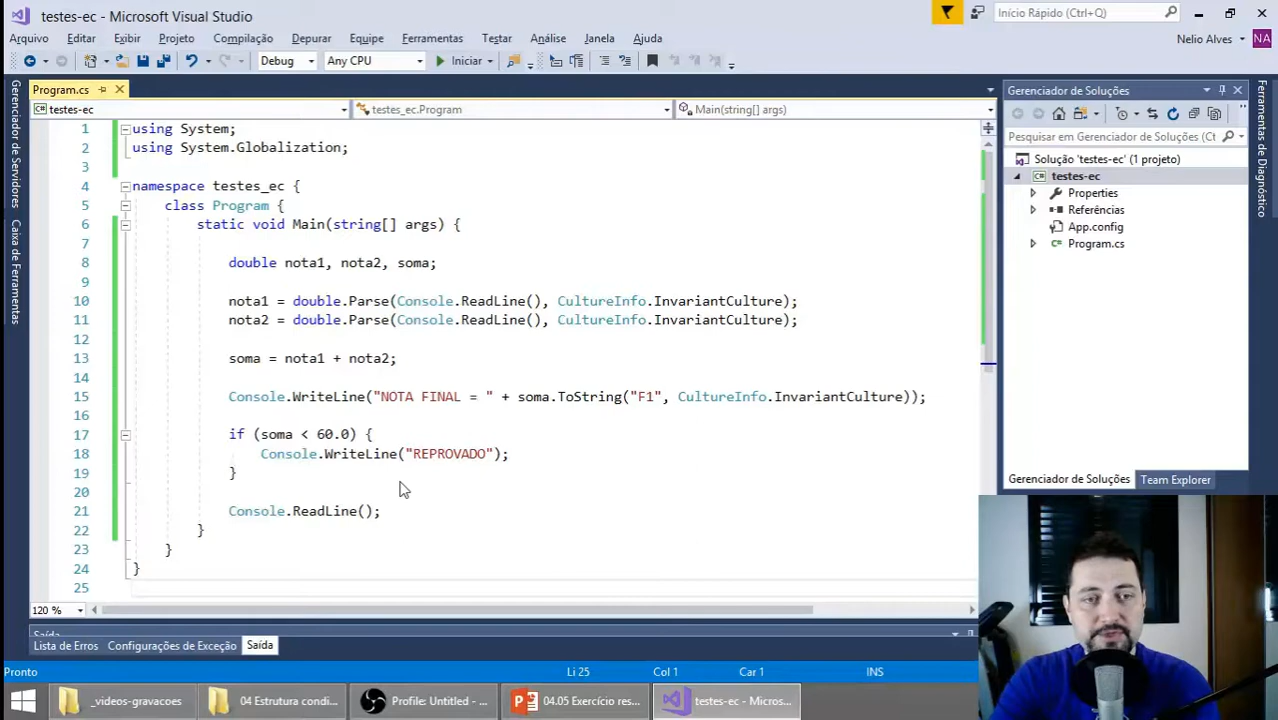 testes-ec - Microsoft Visual Studio
Início Rápido (Ctrl+Q)
Arquivo Editar Exibir Projeto Compilação Depurar Equipe Ferramentas Testar Análise Janela Ajuda
Nelio Alves NA
Debug Any CPU Iniciar
Program.cs
testes-ec testes_ec.Program Main(string[] args)
Gerenciador de Servidores
Caixa de Ferramentas
1 using System;
2 using System.Globalization;
3
4 namespace testes_ec {
5 class Program {
6 static void Main(string[] args) {
7
8 double nota1, nota2, soma;
9
10 nota1 = double.Parse(Console.ReadLine(), CultureInfo.InvariantCulture);
11 nota2 = double.Parse(Console.ReadLine(), CultureInfo.InvariantCulture);
12
13 soma = nota1 + nota2;
14
15 Console.WriteLine("NOTA FINAL = " + soma.ToString("F1", CultureInfo.InvariantCulture));
16
17 if (soma < 60.0) {
18 Console.WriteLine("REPROVADO");
19 }
20
21 Console.ReadLine();
22 }
23 }
24 }
25
120 %
Gerenciador de Soluções
Pesquisar em Gerenciador de Soluções (Ct
Solução 'testes-ec' (1 projeto)
testes-ec
Properties
Referências
App.config
Program.cs
Gerenciador de Soluções Team Explorer
Ferramentas de Diagnóstico
Saída
Lista de Erros Configurações de Exceção Saída
Pronto Li 25 Col 1 Car 1 INS
_videos-gravacoes 04 Estrutura condi... Profile: Untitled - ... 04.05 Exercício res... testes-ec - Micros...